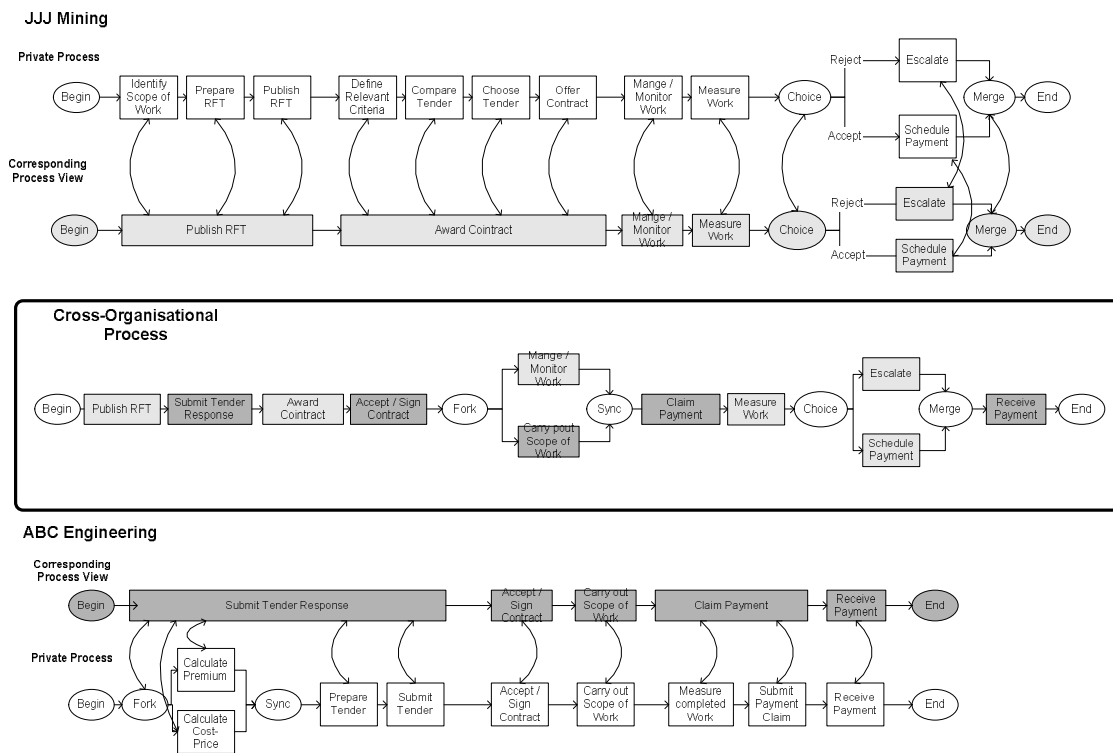 JJJ Mining
Private Process
Begin
Identify
Scope of
Work
Prepare
RFT
Publish
RFT
Define
Relevant
Criteria
Compare
Tender
Choose
Tender
Offer
Contract
Mange /
Monitor
Work
Measure
Work
Choice
Reject
Accept
Escalate
Schedule
Payment
Merge
End
Corresponding
Process View
Begin
Publish RFT
Award Cointract
Mange /
Monitor
Work
Measure
Work
Choice
Reject
Accept
Escalate
Schedule
Payment
Merge
End
Cross-Organisational
Process
Begin
Publish RFT
Submit Tender
Response
Award
Cointract
Accept / Sign
Contract
Fork
Mange /
Monitor
Work
Carry pout
Scope of
Work
Sync
Claim
Payment
Measure
Work
Choice
Escalate
Schedule
Payment
Merge
Receive
Payment
End
ABC Engineering
Corresponding
Process View
Begin
Submit Tender Response
Accept /
Sign
Contract
Carry out
Scope of
Work
Claim Payment
Receive
Payment
End
Private Process
Begin
Fork
Calculate
Premium
Calculate
Cost-
Price
Sync
Prepare
Tender
Submit
Tender
Accept /
Sign
Contract
Carry out
Scope of
Work
Measure
completed
Work
Submit
Payment
Claim
Receive
Payment
End